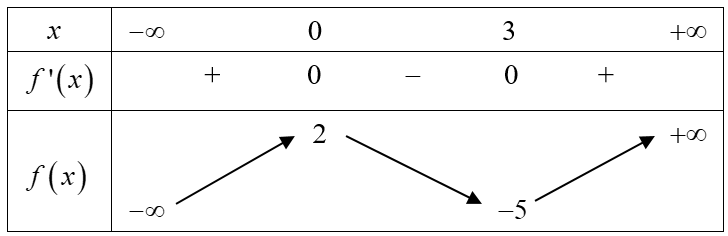 x −∞ 0 3 +∞
f'(x) + 0 − 0 +
2 +∞
f(x)
−∞ −5